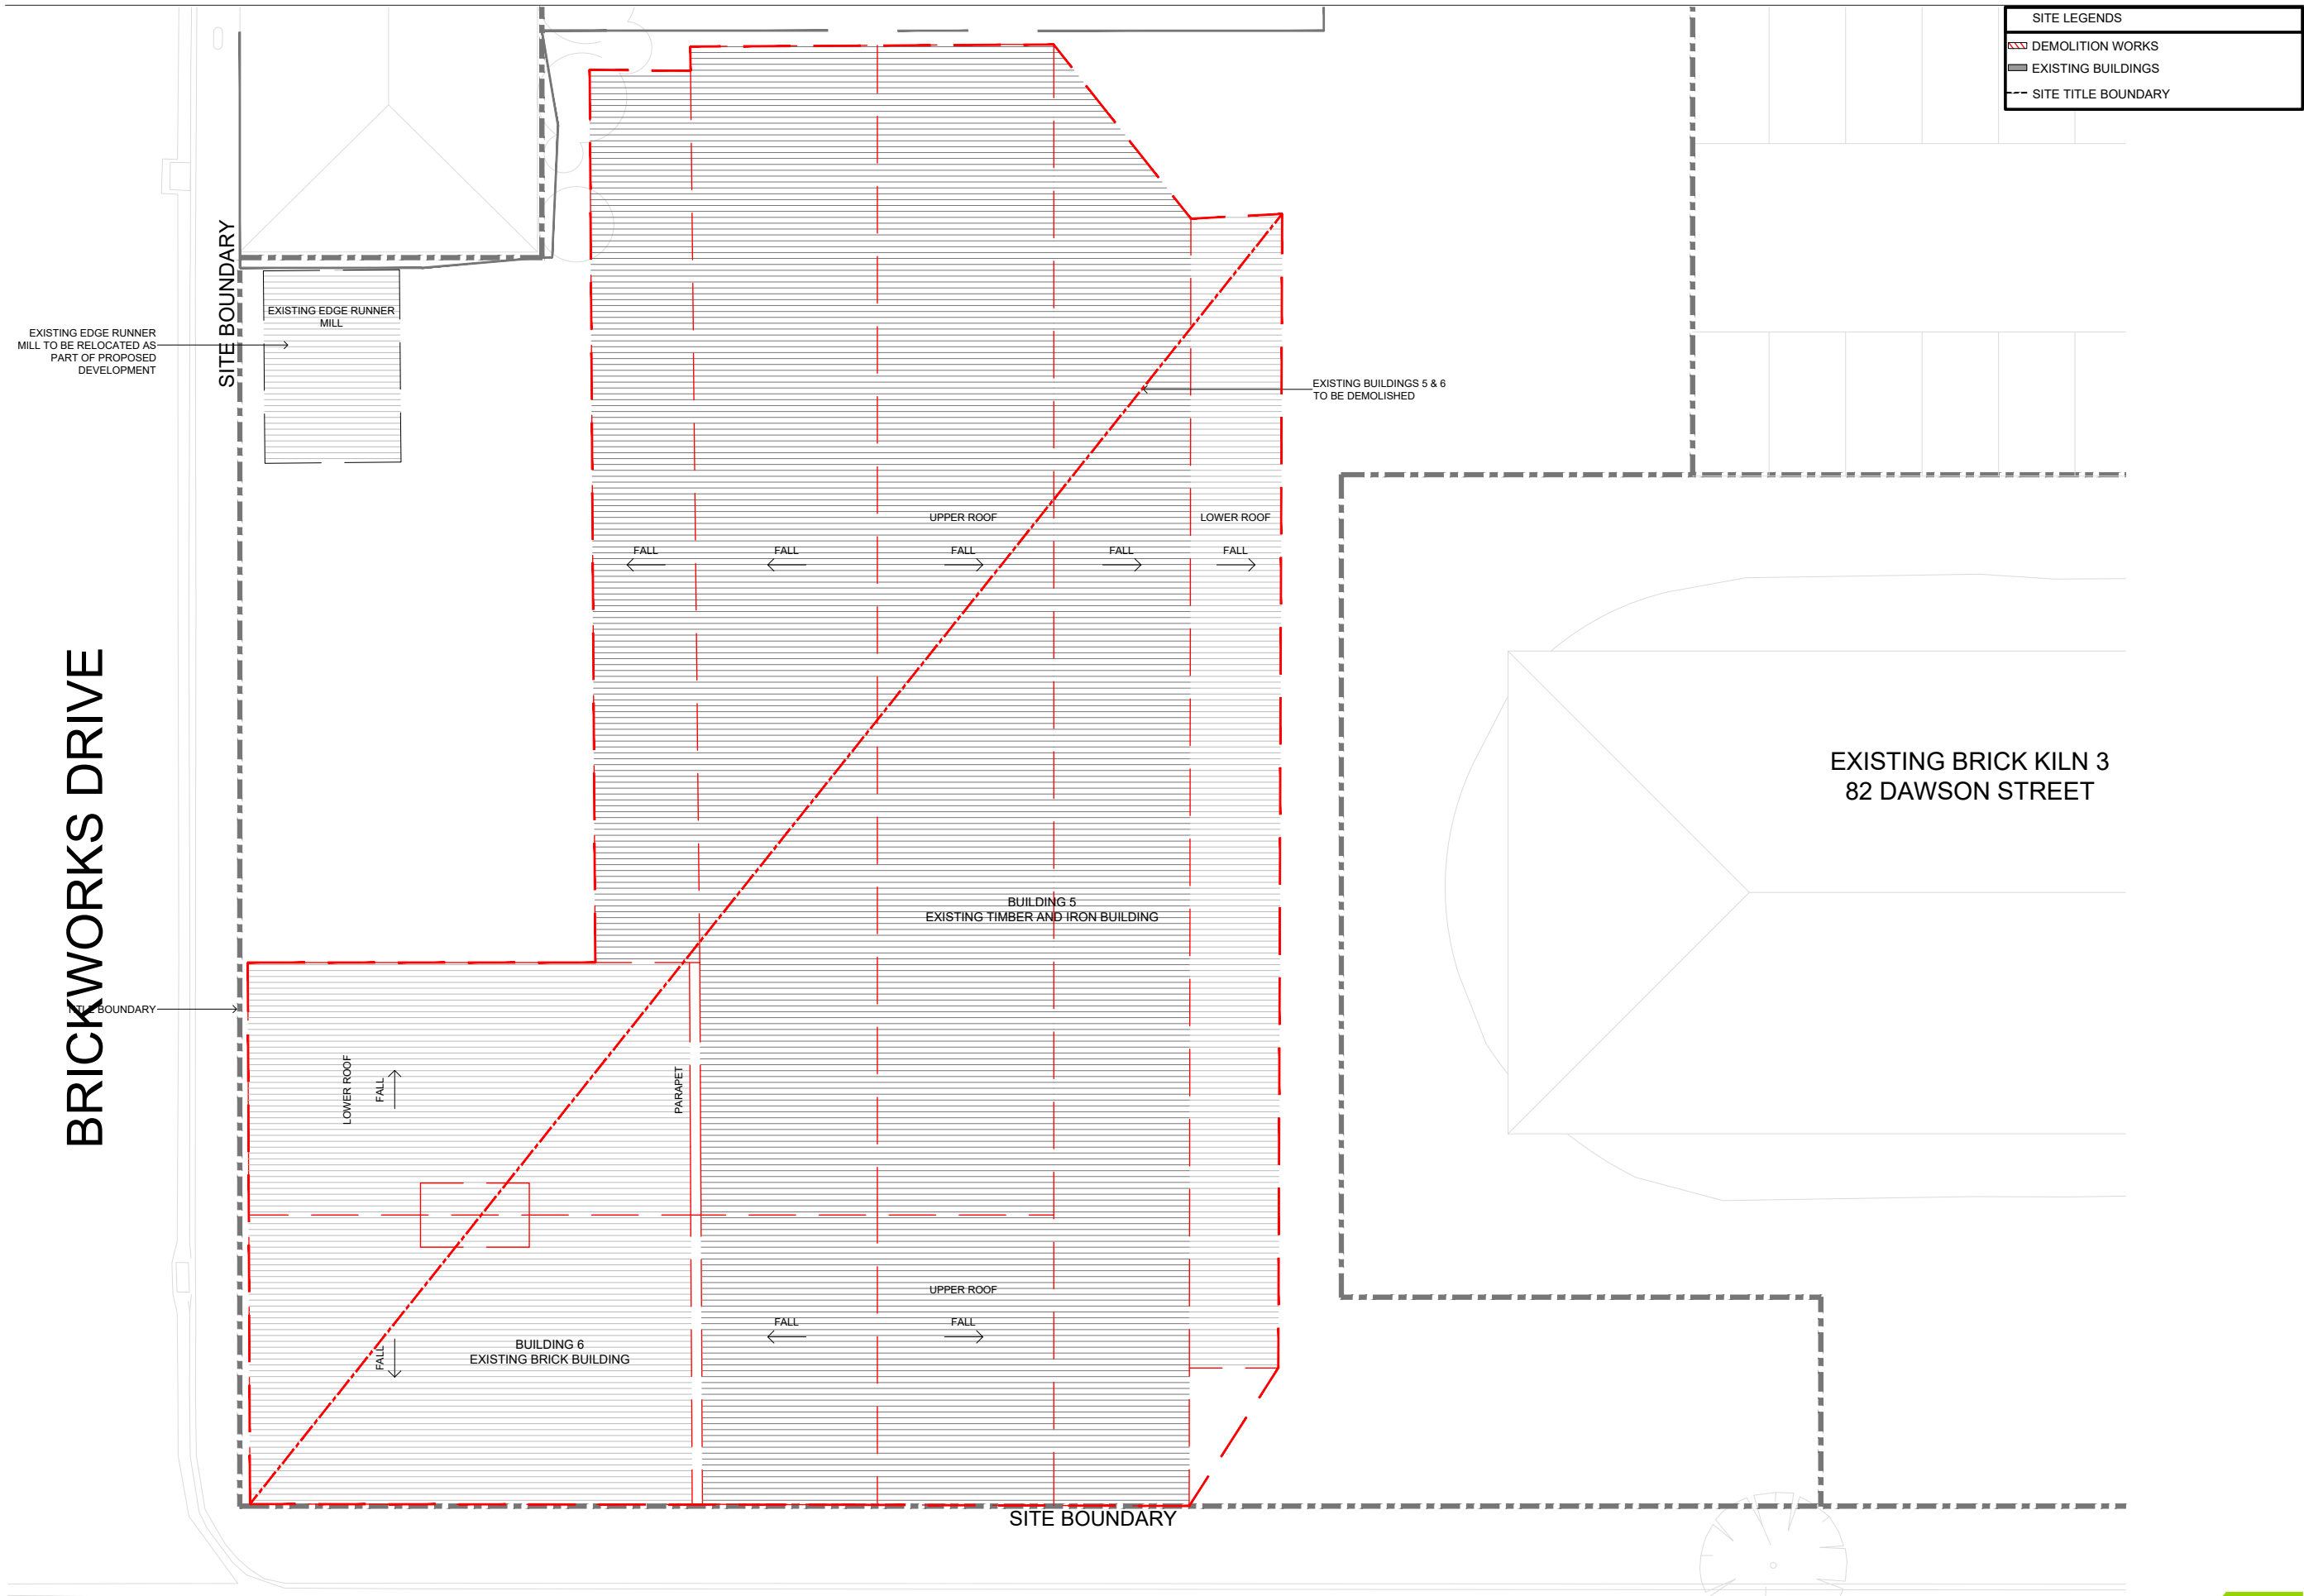 SITE LEGENDS
DEMOLITION WORKS
EXISTING BUILDINGS
SITE TITLE BOUNDARY
SITE BOUNDARY
EXISTING EDGE RUNNER
MILL
EXISTING EDGE RUNNER
MILL TO BE RELOCATED AS
PART OF PROPOSED
DEVELOPMENT
EXISTING BUILDINGS 5 & 6
TO BE DEMOLISHED
UPPER ROOF
LOWER ROOF
FALL
FALL
FALL
FALL
FALL
BRICKWORKS DRIVE
EXISTING BRICK KILN 3
82 DAWSON STREET
BUILDING 5
EXISTING TIMBER AND IRON BUILDING
TITLE BOUNDARY
LOWER ROOF
FALL
PARAPET
UPPER ROOF
FALL
FALL
FALL
BUILDING 6
EXISTING BRICK BUILDING
SITE BOUNDARY